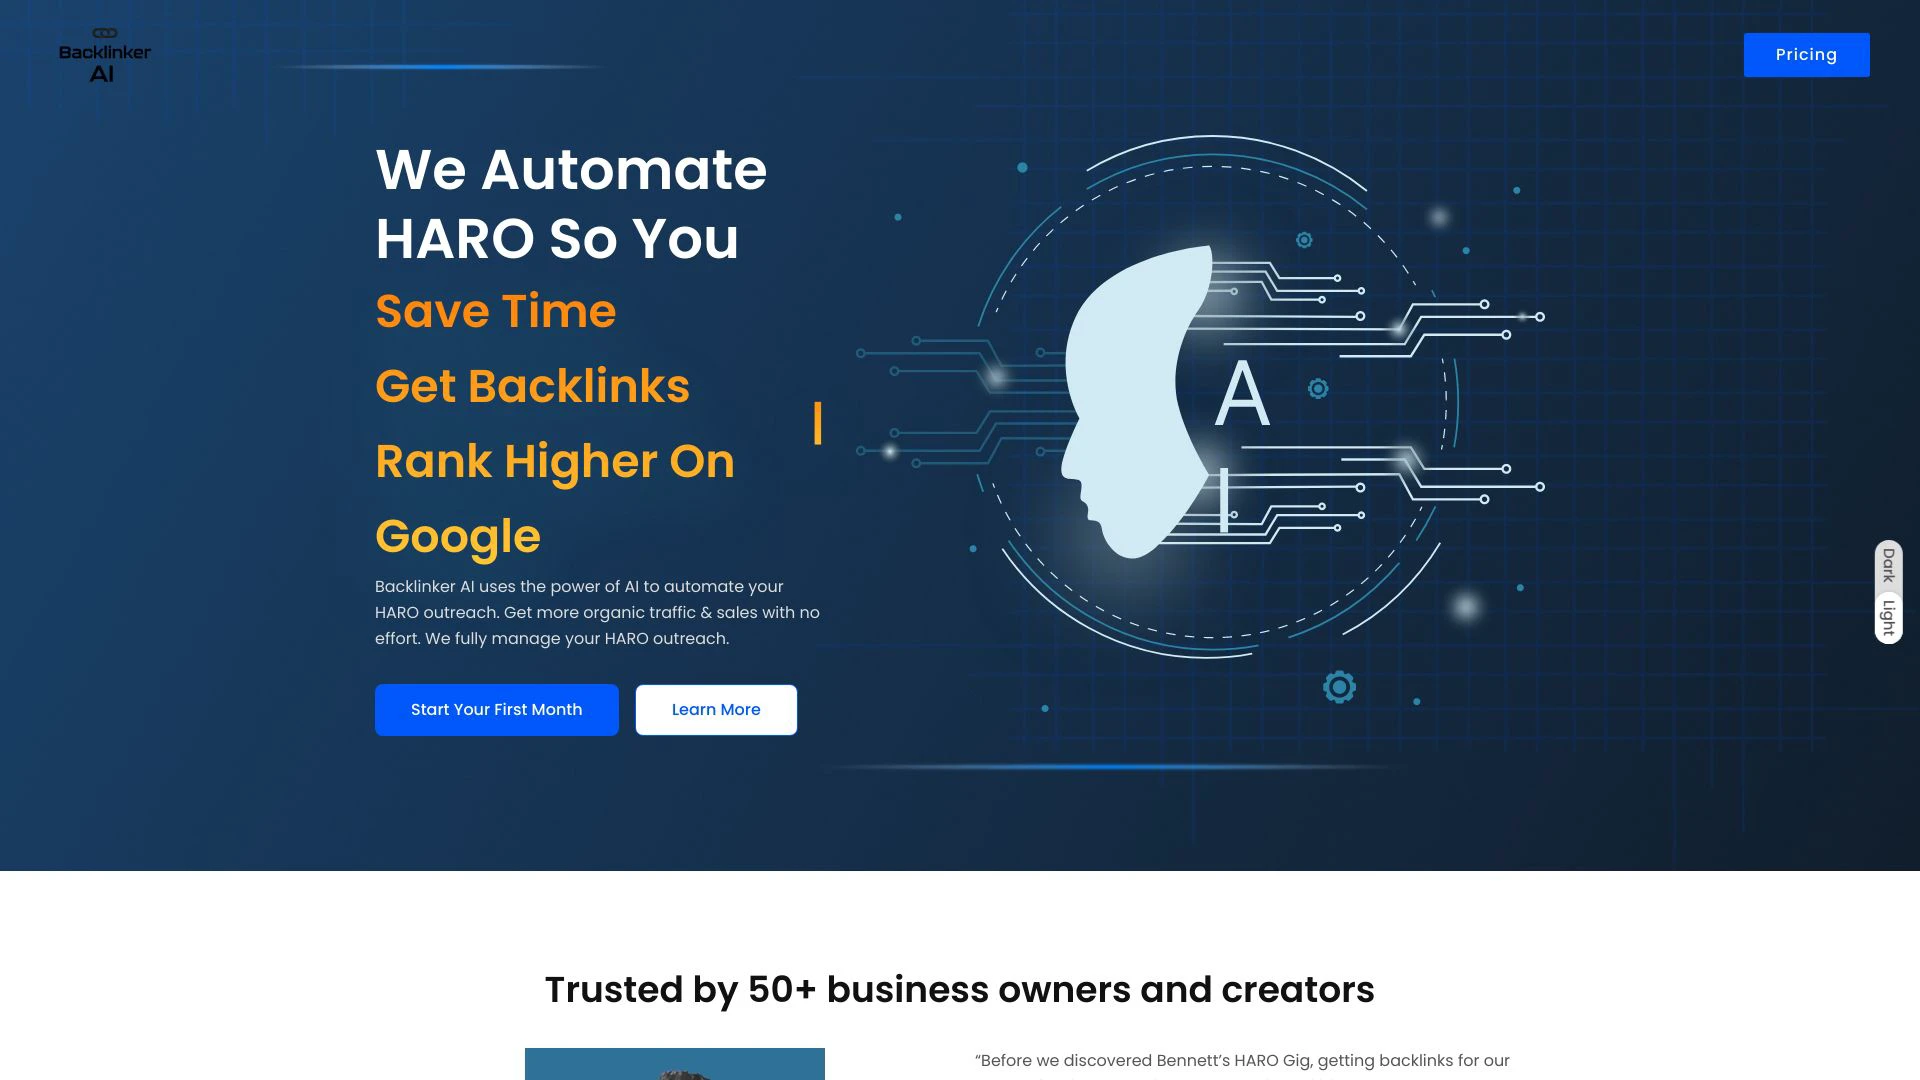 Backlinker
AI
Pricing
We Automate
HARO So You
Save Time
Get Backlinks
Rank Higher On
Google
Backlinker AI uses the power of AI to automate your
HARO outreach. Get more organic traffic & sales with no
effort. We fully manage your HARO outreach.
Start Your First Month
Learn More
A
I
Dark
Light
Trusted by 50+ business owners and creators
“Before we discovered Bennett’s HARO Gig, getting backlinks for our